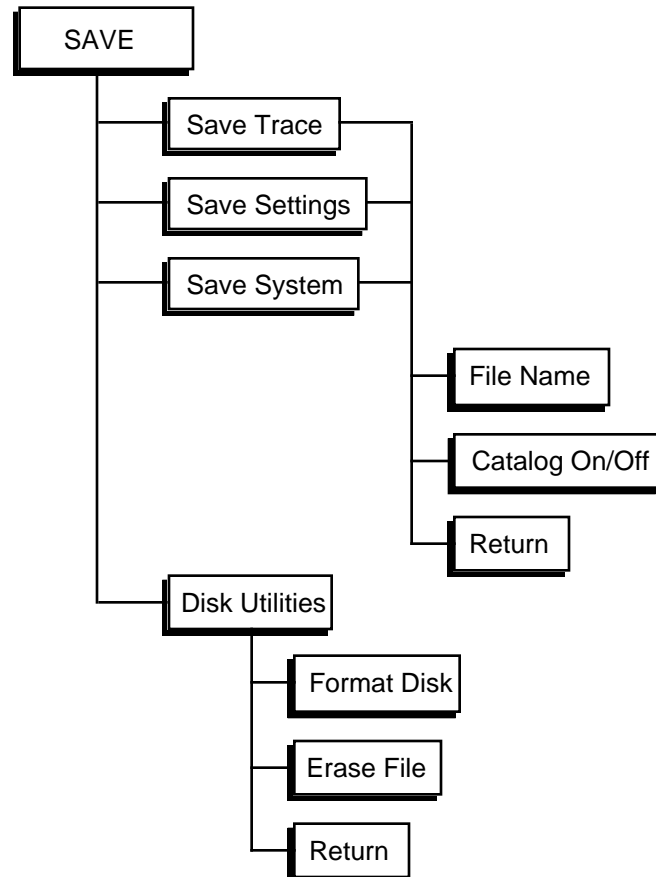 SAVE
Save Trace
Save Settings
Save System
File Name
Catalog On/Off
Return
Disk Utilities
Format Disk
Erase File
Return